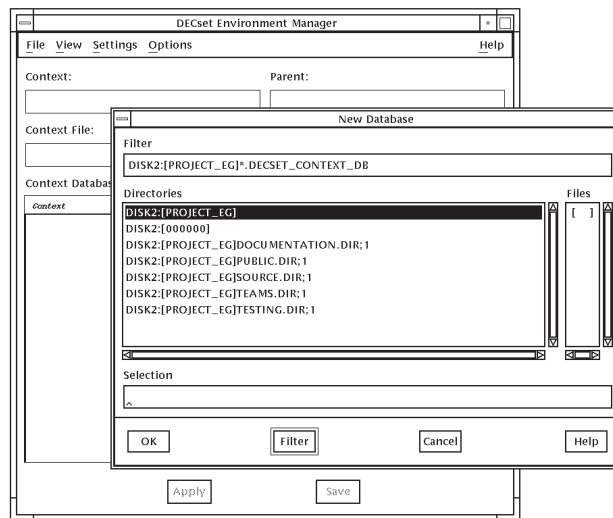 DECset Environment Manager
File View Settings Options Help
Context:
Parent:
Context File:
Context Databas
Context
New Database
Filter
DISK2:[PROJECT_EG]*.DECSET_CONTEXT_DB
Directories
Files
DISK2:[PROJECT_EG]
DISK2:[000000]
DISK2:[PROJECT_EG]DOCUMENTATION.DIR;1
DISK2:[PROJECT_EG]PUBLIC.DIR;1
DISK2:[PROJECT_EG]SOURCE.DIR;1
DISK2:[PROJECT_EG]TEAMS.DIR;1
DISK2:[PROJECT_EG]TESTING.DIR;1
[ ]
Selection
OK Filter Cancel Help
Apply Save